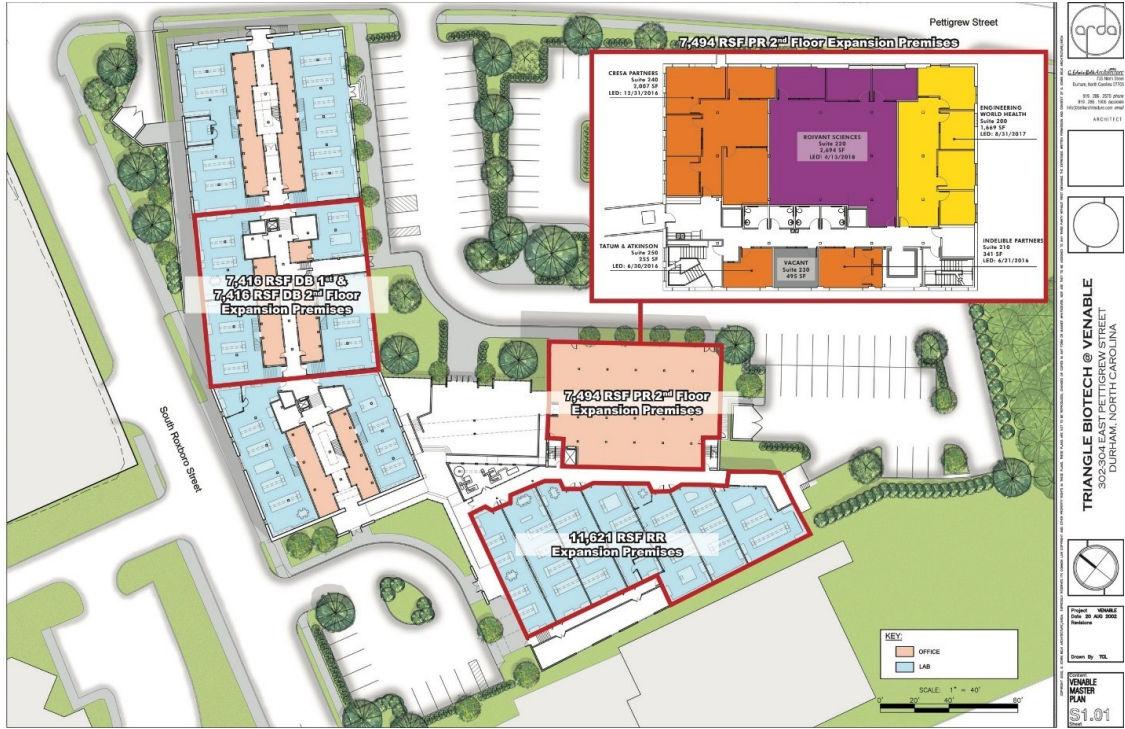 Pettigrew Street
7,494 RSF PR 2nd Floor Expansion Premises
CRESA PARTNERS
Suite 240
2,007 SF
LED: 12/31/2016
ROIVANT SCIENCES
Suite 220
2,694 SF
LED: 4/13/2018
ENGINEERING
WORLD HEALTH
Suite 200
1,669 SF
LED: 8/31/2017
TATUM & ATKINSON
Suite 250
255 SF
LED: 6/30/2016
VACANT
Suite 230
495 SF
INDELIBLE PARTNERS
Suite 210
341 SF
LED: 6/21/2016
7,416 RSF DB 1st &
7,416 RSF DB 2nd Floor
Expansion Premises
7,494 RSF PR 2nd Floor
Expansion Premises
11,621 RSF RR
Expansion Premises
South Roxboro Street
KEY:
OFFICE
LAB
SCALE: 1" = 40'
0' 20' 40' 80'
arda
ARCHITECT
TRIANGLE BIOTECH @ VENABLE
302-304 EAST PETTIGREW STREET
DURHAM, NORTH CAROLINA
Project VENABLE
Date 20 AUG 2002
Revisions
Drawn By TCL
Content
VENABLE
MASTER
PLAN
S1.01
Sheet